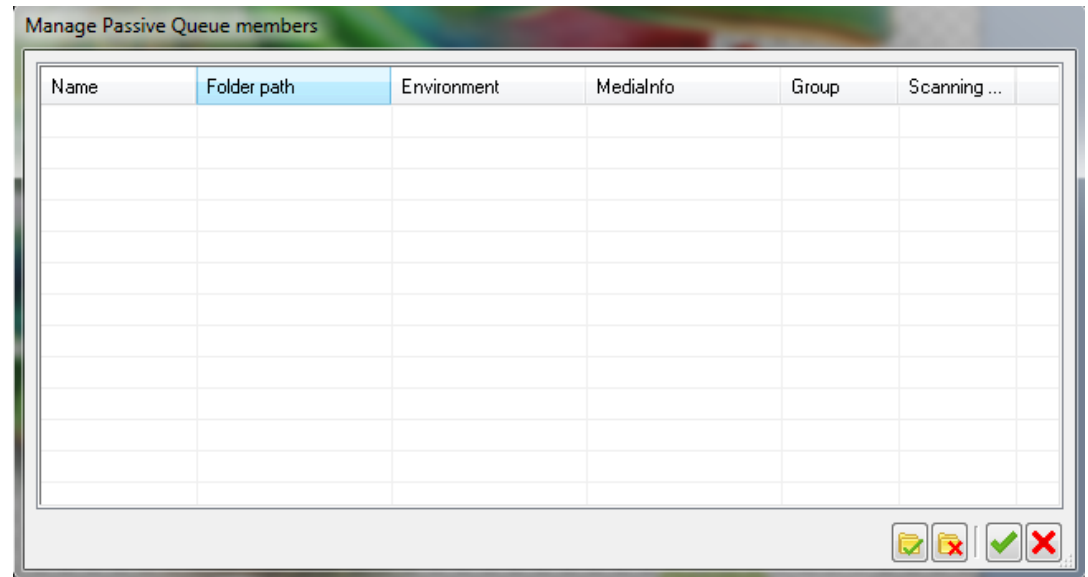 Manage Passive Queue members
Name Folder path Environment MediaInfo Group Scanning ...